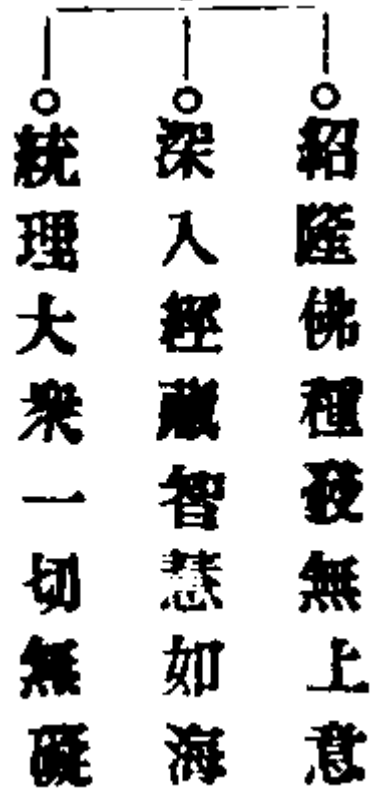 紹隆佛種發無上意
深入經藏智慧如海
統理大衆一切無礙